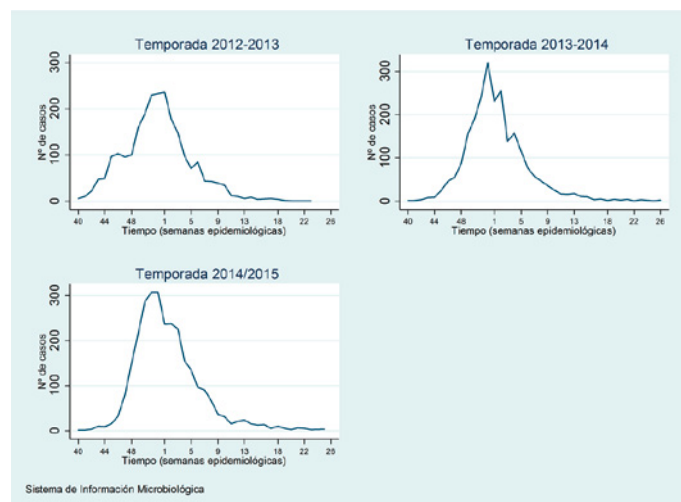 Temporada 2012-2013
Nº de casos
300
200
100
0
40 44 48 1 5 9 13 18 22 26
Tiempo (semanas epidemiológicas)
Temporada 2013-2014
Nº de casos
300
200
100
0
40 44 48 1 5 9 13 18 22 26
Tiempo (semanas epidemiológicas)
Temporada 2014/2015
Nº de casos
300
200
100
0
40 44 48 1 5 9 13 18 22 26
Tiempo (semanas epidemiológicas)
Sistema de Información Microbiológica